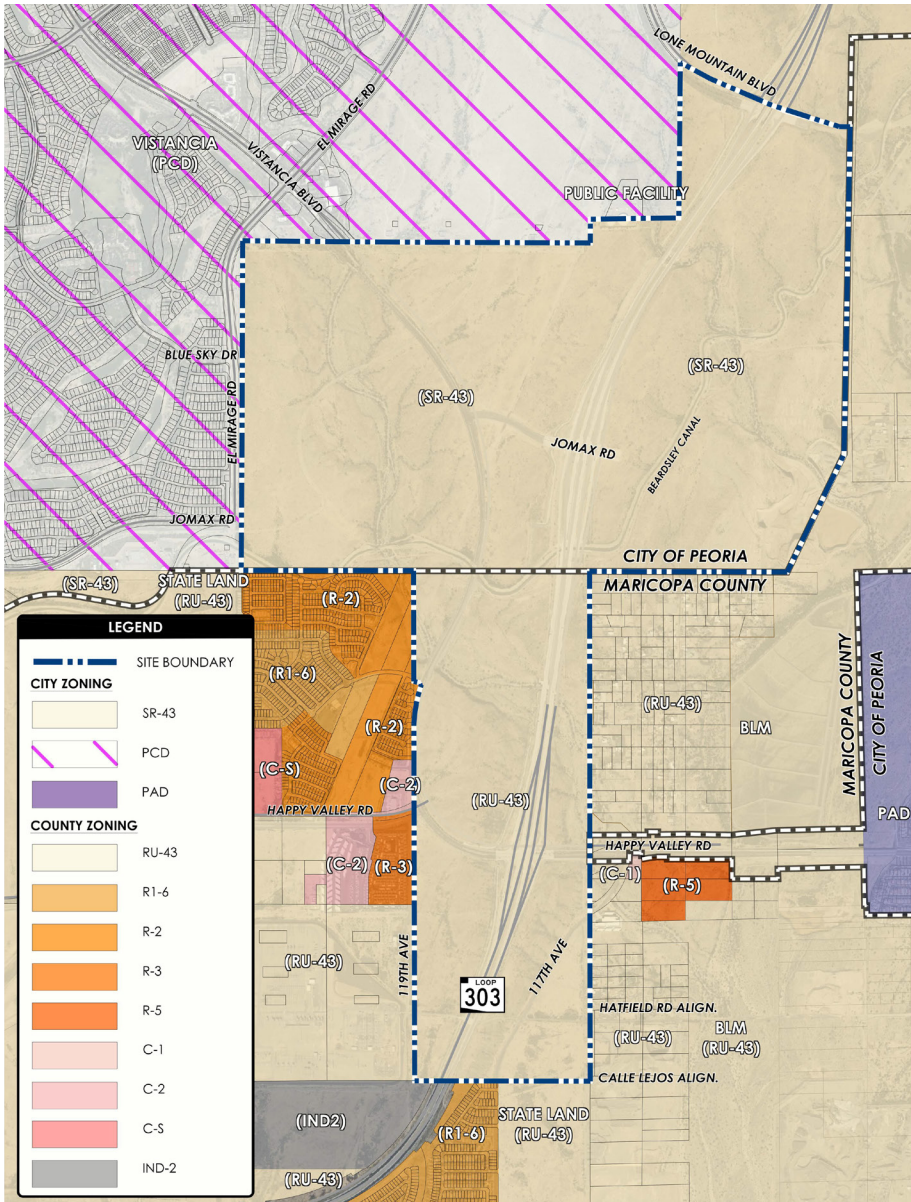 LONE MOUNTAIN BLVD
EL MIRAGE RD
VISTANCIA
(PCD)
VISTANCIA BLVD
PUBLIC FACILITY
BLUE SKY DR
EL MIRAGE RD
(SR-43)
(SR-43)
JOMAX RD
BEARDSLEY CANAL
JOMAX RD
CITY OF PEORIA
MARICOPA COUNTY
(SR-43)
STATE LAND
(RU-43)
(R-2)
(R1-6)
(R-2)
(RU-43)
BLM
MARICOPA COUNTY
CITY OF PEORIA
(C-S)
(C-2)
(RU-43)
PAD
HAPPY VALLEY RD
HAPPY VALLEY RD
(C-2)
(R-3)
(C-1)
(R-5)
(RU-43)
119TH AVE
117TH AVE
LOOP
303
HATFIELD RD ALIGN.
(RU-43)
BLM
(RU-43)
CALLE LEJOS ALIGN.
(IND2)
(R1-6)
STATE LAND
(RU-43)
(RU-43)
LEGEND
SITE BOUNDARY
CITY ZONING
SR-43
PCD
PAD
COUNTY ZONING
RU-43
R1-6
R-2
R-3
R-5
C-1
C-2
C-S
IND-2